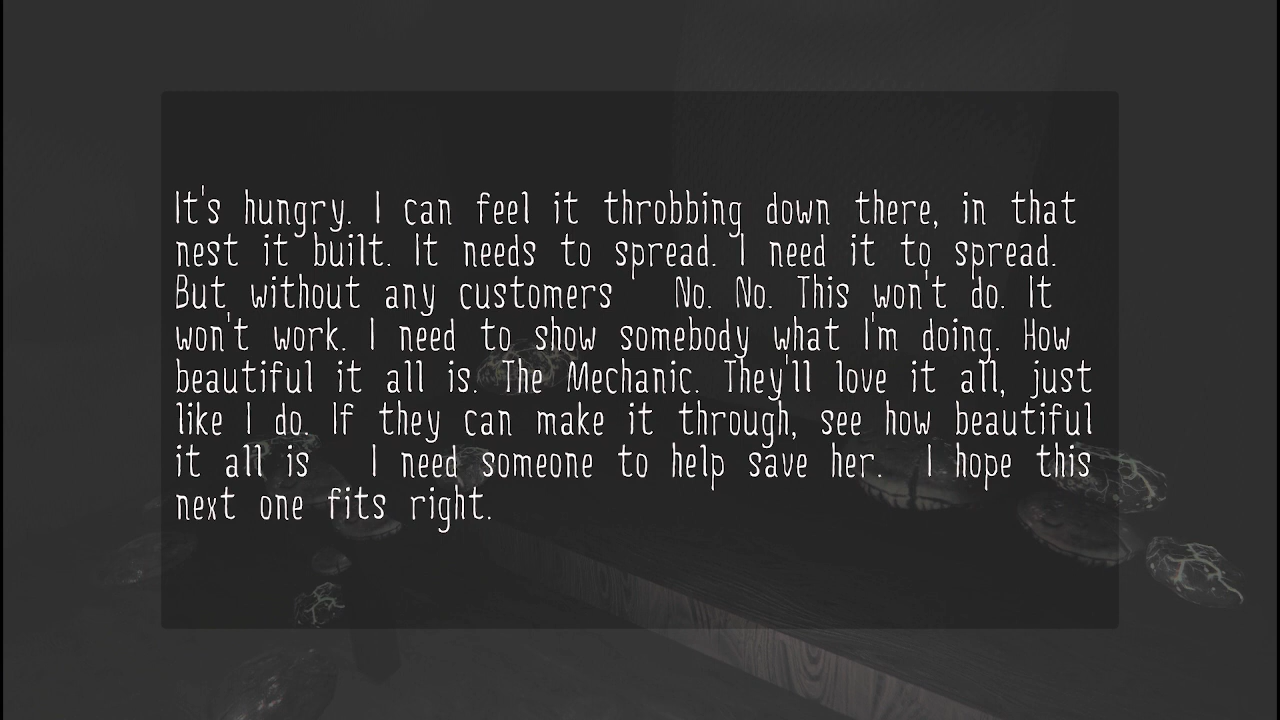 It's hungry. I can feel it throbbing down there, in that
nest it built. It needs to spread. I need it to spread.
But without any customers ' No. No. This won't do. It
won't work. I need to show somebody what I'm doing. How
beautiful it all is. The Mechanic. They'll love it all, just
like I do. If they can make it through, see how beautiful
it all is   I need someone to help save her.  I hope this
next one fits right.